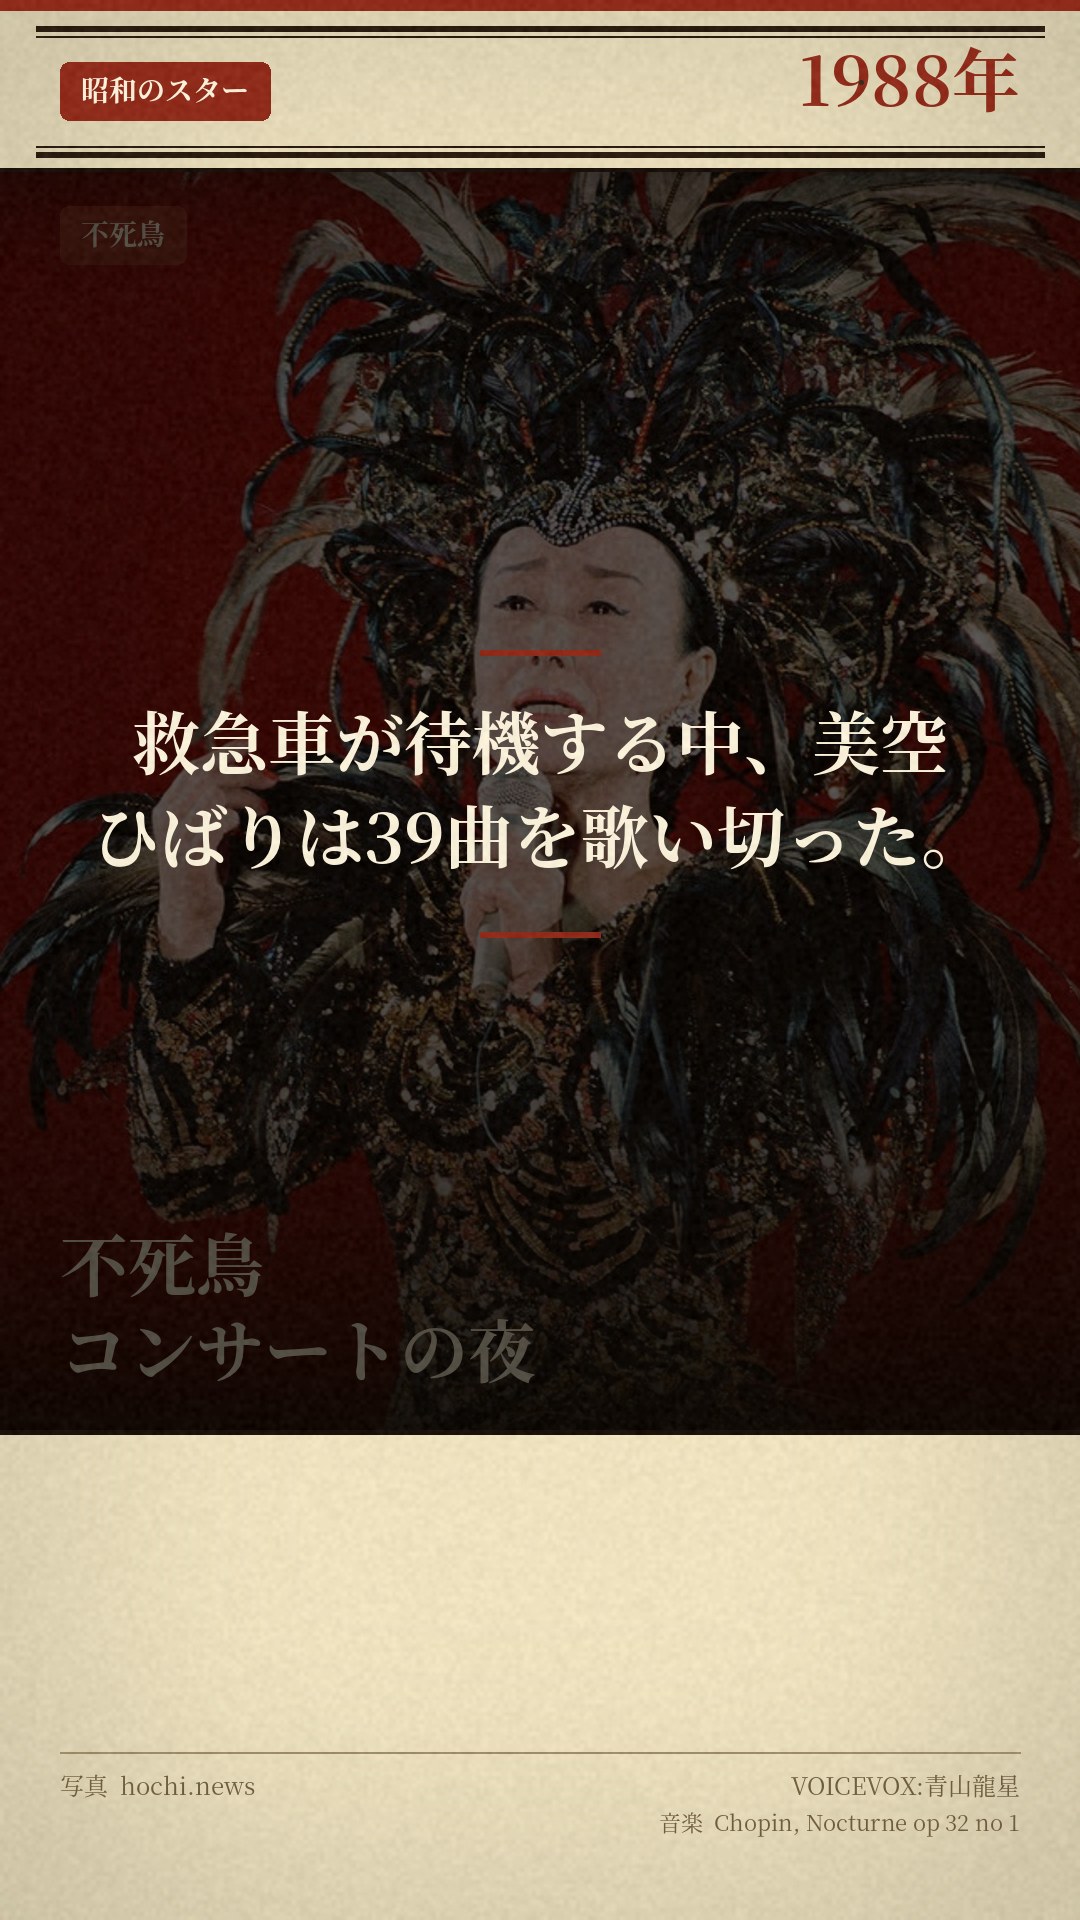 昭和のスター
1988年
不死鳥
救急車が待機する中、美空
ひばりは39曲を歌い切った。
不死鳥
コンサートの夜
写真 hochi.news
VOICEVOX:青山龍星
音楽 Chopin, Nocturne op 32 no 1